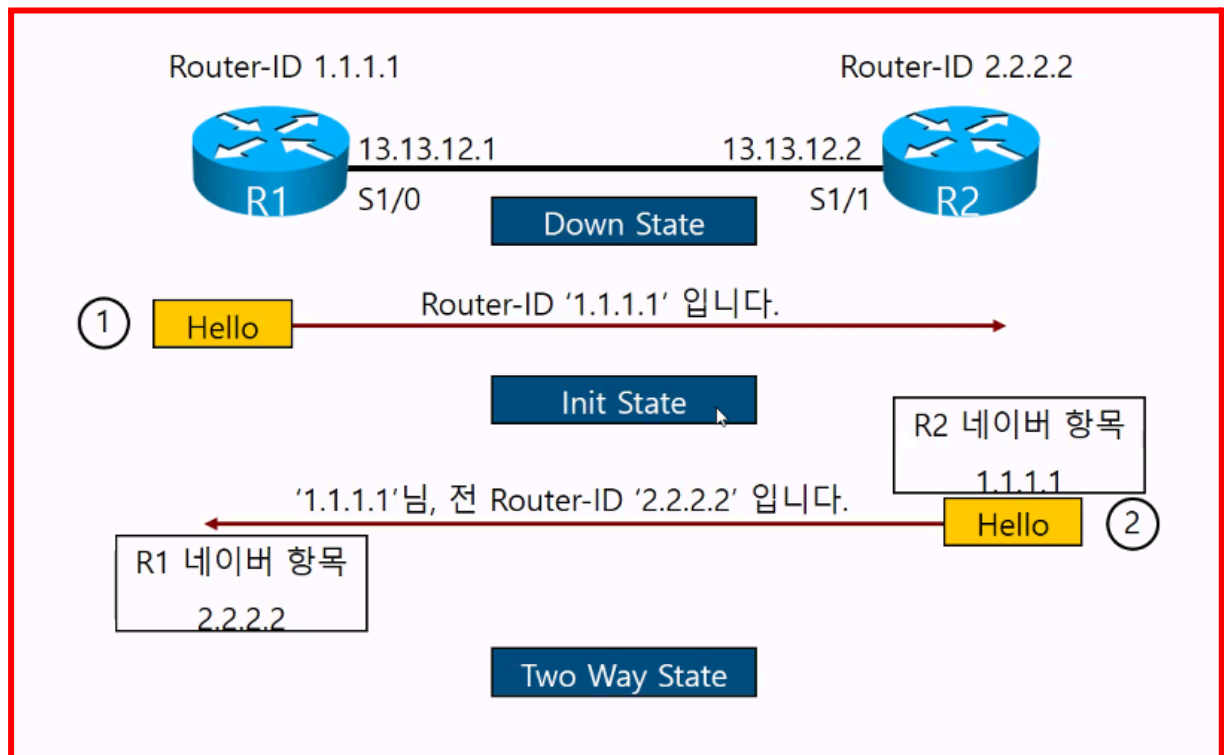 Router-ID 1.1.1.1
Router-ID 2.2.2.2
13.13.12.1
13.13.12.2
R1
S1/0
S1/1
R2
Down State
Router-ID ‘1.1.1.1’ 입니다.
1
Hello
Init State
R2 네이버 항목
1.1.1.1
‘1.1.1.1’님, 전 Router-ID ‘2.2.2.2’ 입니다.
Hello
2
R1 네이버 항목
2.2.2.2
Two Way State